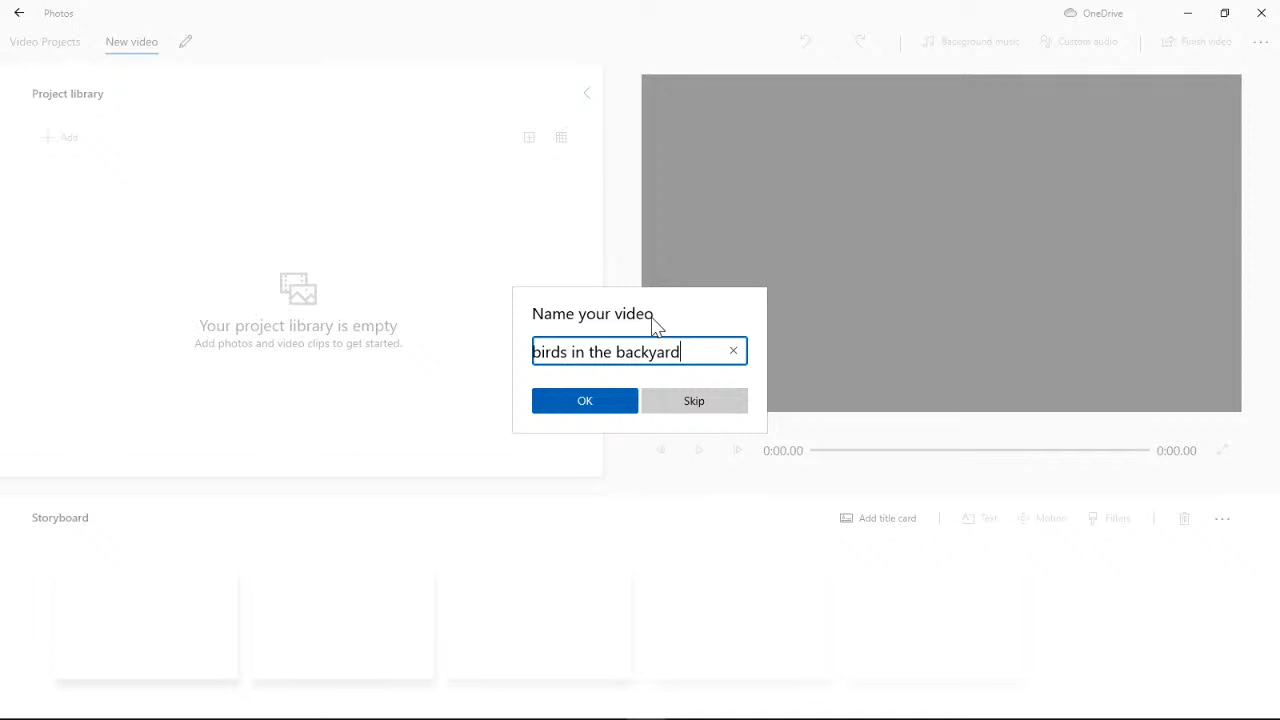 Photos
OneDrive
Video Projects
New video
Background music
Custom audio
Finish video
Project library
Add
Your project library is empty
Add photos and video clips to get started.
Name your video
birds in the backyard
OK
Skip
0:00.00
0:00.00
Storyboard
Add title card
Text
Motion
Filters